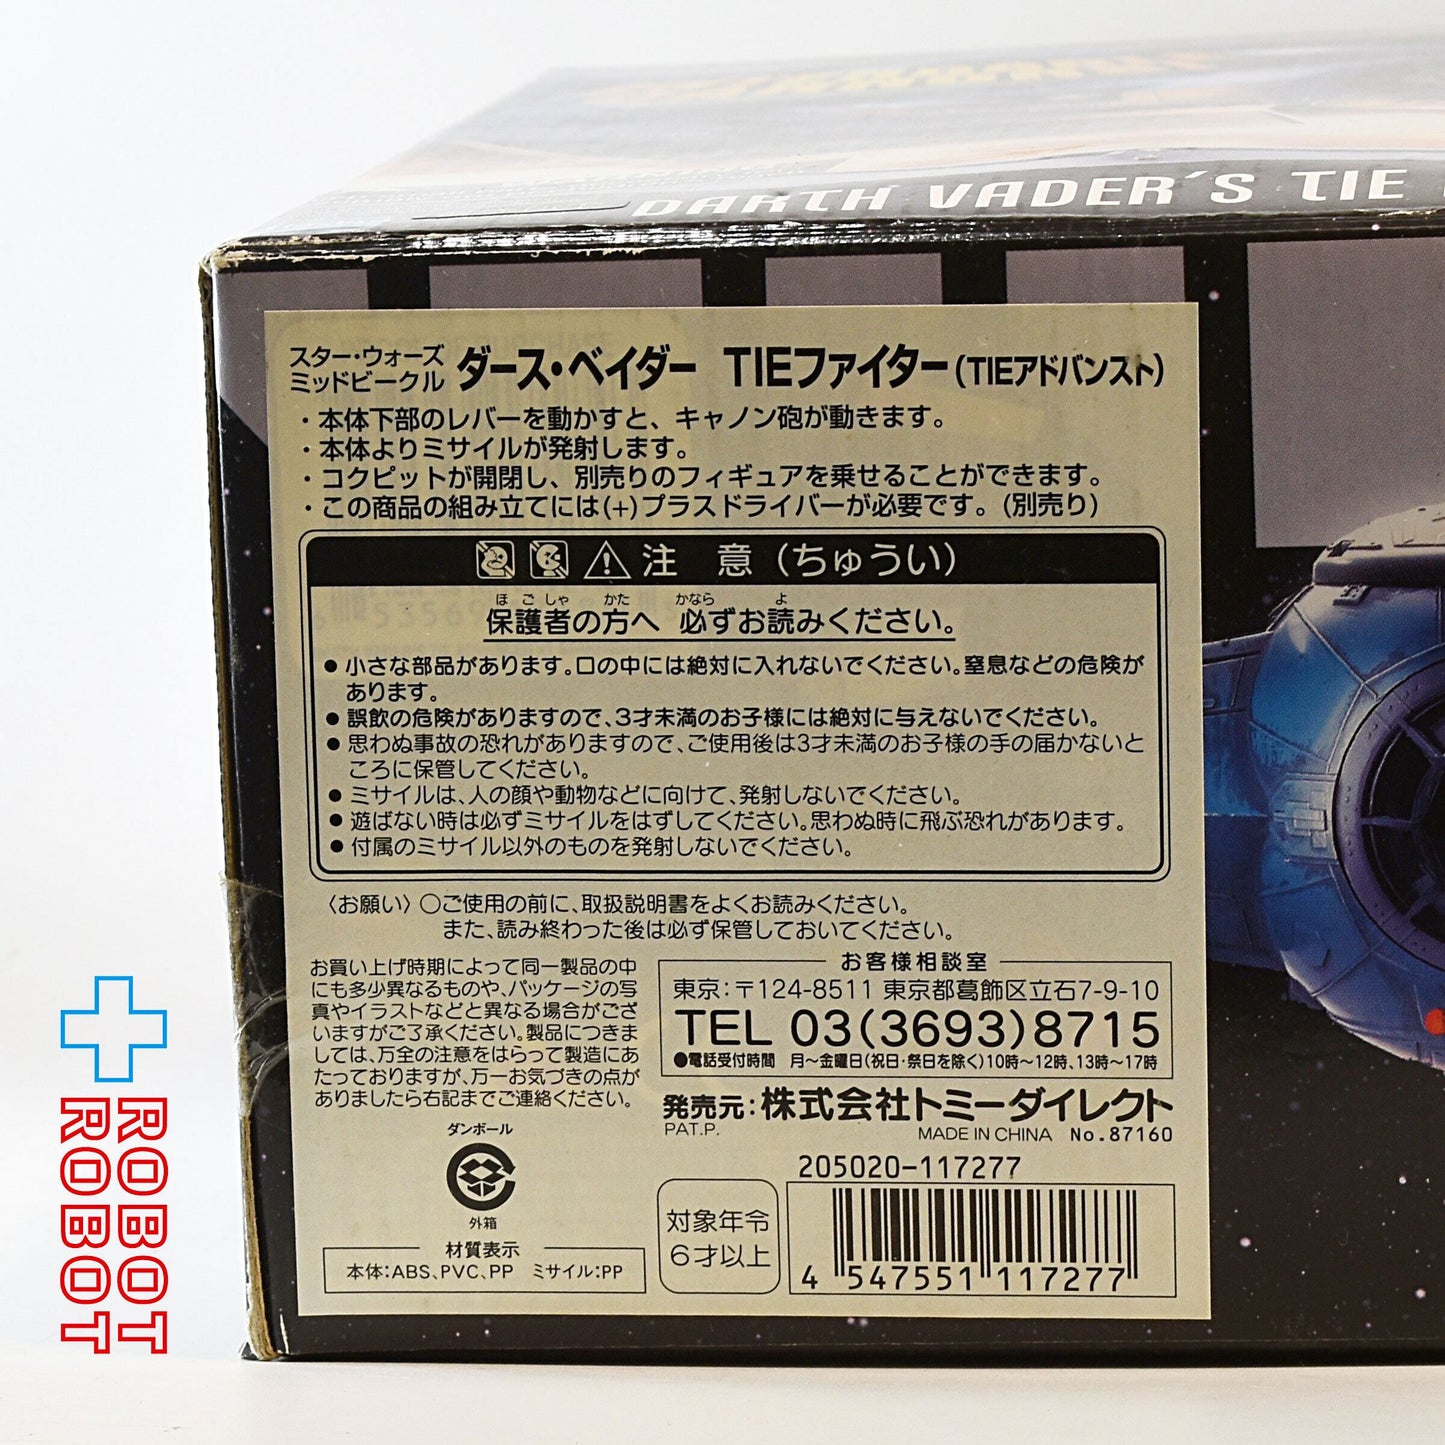 DARTH VADER'S TIE
スター・ウォーズ
ミッドビークル
ダース・ベイダー TIEファイター(TIEアドバンスト)
・本体下部のレバーを動かすと、キャノン砲が動きます。
・本体よりミサイルが発射します。
・コクピットが開閉し、別売りのフィギュアを乗せることができます。
・この商品の組み立てには(+)プラスドライバーが必要です。(別売り)
注 意(ちゅうい)
ほ ご しゃ かた かなら よ
保護者の方へ 必ずお読みください。
●小さな部品があります。口の中には絶対に入れないでください。窒息などの危険が
あります。
●誤飲の危険がありますので、3才未満のお子様には絶対に与えないでください。
●思わぬ事故の恐れがありますので、ご使用後は3才未満のお子様の手の届かないと
ころに保管してください。
●ミサイルは、人の顔や動物などに向けて、発射しないでください。
●遊ばない時は必ずミサイルをはずしてください。思わぬ時に飛ぶ恐れがあります。
●付属のミサイル以外のものを発射しないでください。
〈お願い〉○ご使用の前に、取扱説明書をよくお読みください。
また、読み終わった後は必ず保管しておいてください。
お買い上げ時期によって同一製品の中
にも多少異なるものや、パッケージの写
真やイラストなどと異なる場合がござ
いますがご了承ください。製品につきま
しては、万全の注意をはらって製造にあ
たっておりますが、万一お気づきの点が
ありましたら右記までご連絡ください。
お客様相談室
東京:〒124-8511 東京都葛飾区立石7-9-10
TEL 03(3693)8715
●電話受付時間 月〜金曜日(祝日・祭日を除く)10時〜12時、13時〜17時
発売元:株式会社トミーダイレクト
PAT.P. MADE IN CHINA No.87160
ダンボール
外箱
材質表示
本体:ABS、PVC、PP ミサイル:PP
205020-117277
対象年令
6才以上
4 547551 117277
ROBOT
ROBOT